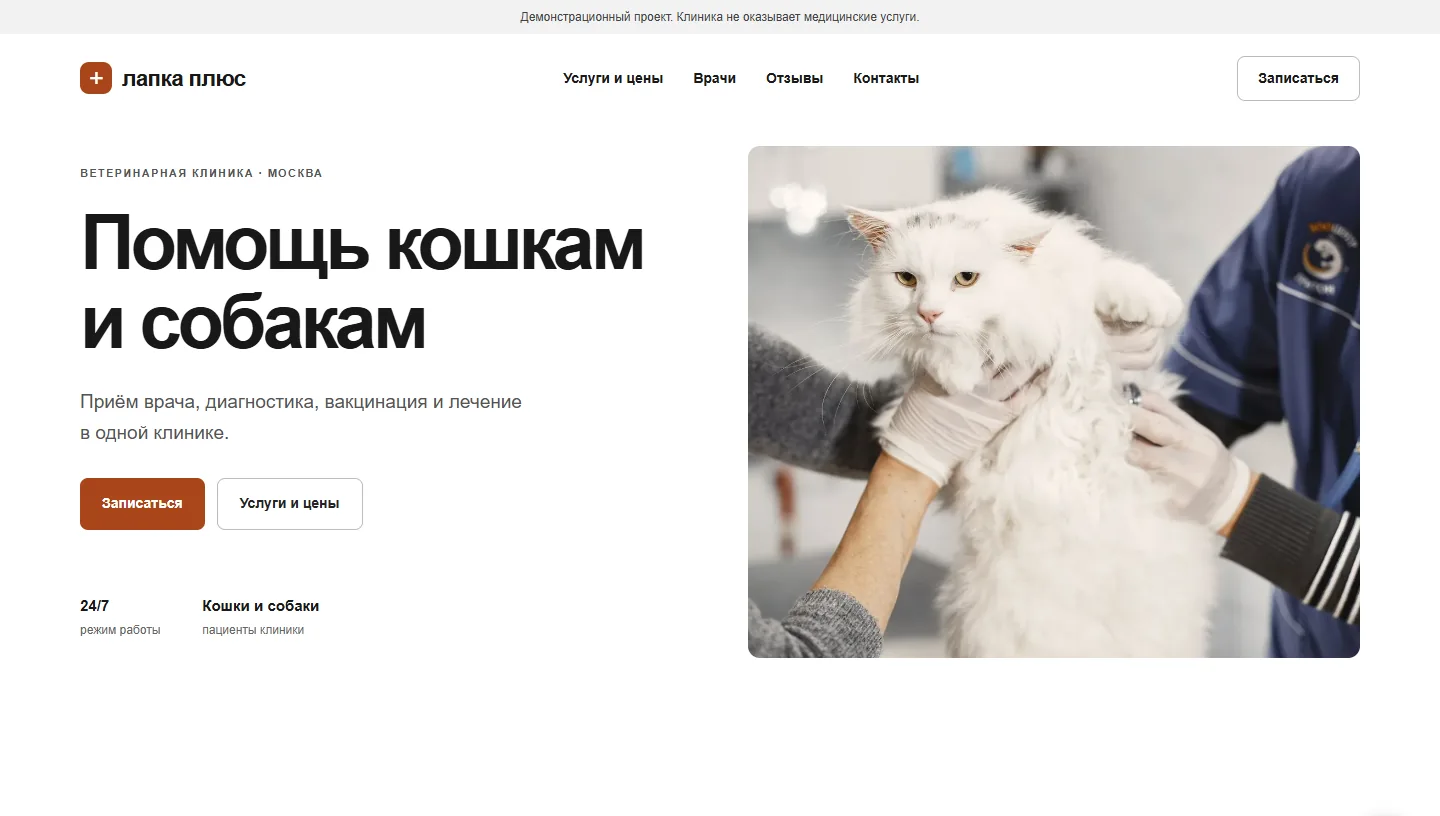 Демонстрационный проект. Клиника не оказывает медицинские услуги.
лапка плюс
Услуги и цены
Врачи
Отзывы
Контакты
Записаться
ВЕТЕРИНАРНАЯ КЛИНИКА · МОСКВА
Помощь кошкам
и собакам
Приём врача, диагностика, вакцинация и лечение
в одной клинике.
Записаться
Услуги и цены
24/7
Кошки и собаки
режим работы
пациенты клиники